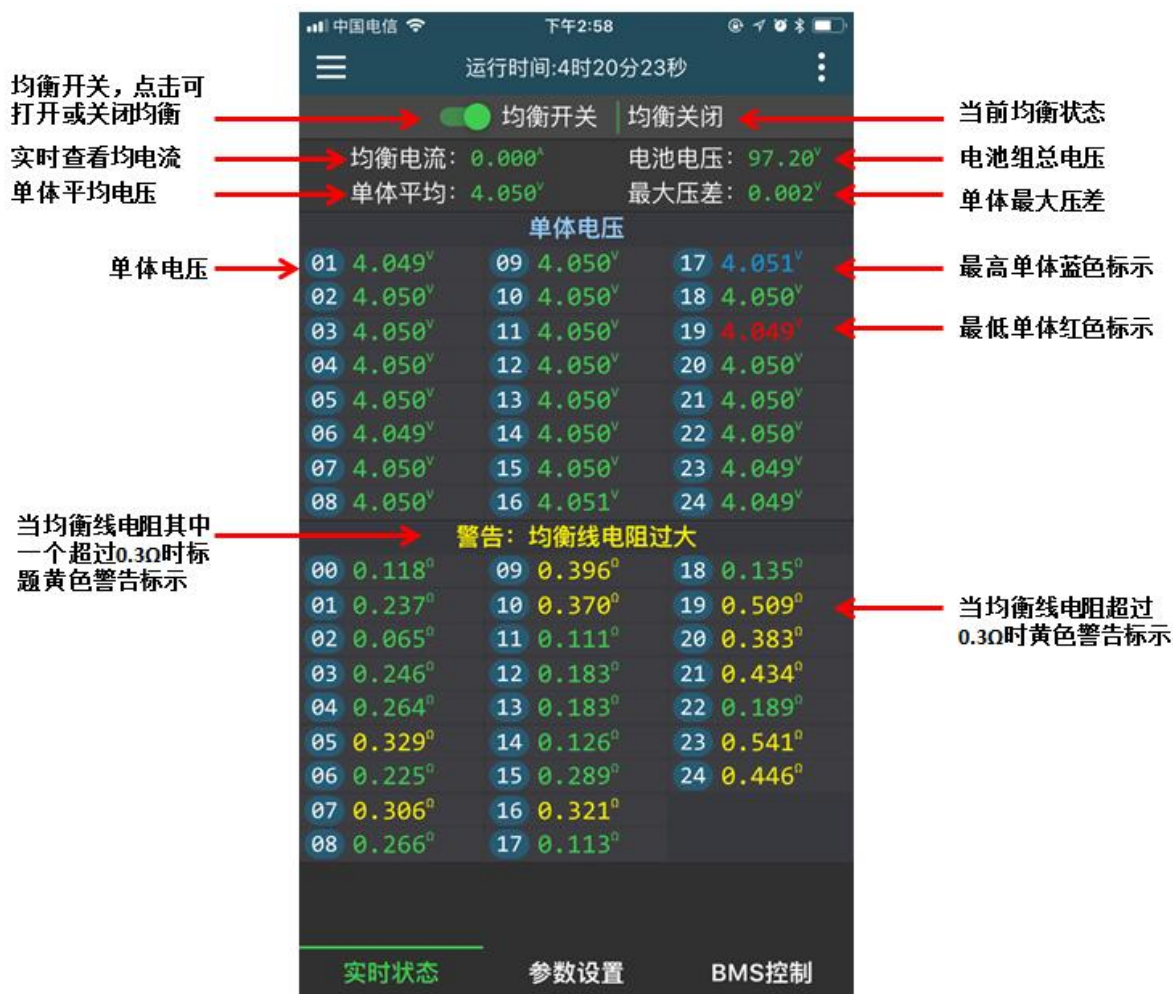 中国电信 下午2:58
运行时间:4时20分23秒
均衡开关，点击可
打开或关闭均衡
均衡开关 均衡关闭
当前均衡状态
实时查看均电流
均衡电流：0.000A 电池电压：97.20V
电池组总电压
单体平均电压
单体平均：4.050V 最大压差：0.002V
单体最大压差
单体电压
单体电压
01 4.049V 09 4.050V 17 4.051V
最高单体蓝色标示
02 4.050V 10 4.050V 18 4.050V
03 4.050V 11 4.050V 19 4.049V
最低单体红色标示
04 4.050V 12 4.050V 20 4.050V
05 4.050V 13 4.050V 21 4.050V
06 4.049V 14 4.050V 22 4.050V
07 4.050V 15 4.050V 23 4.049V
08 4.050V 16 4.051V 24 4.049V
当均衡线电阻其中
一个超过0.3Ω时标
题黄色警告标示
警告：均衡线电阻过大
00 0.118Ω 09 0.396Ω 18 0.135Ω
01 0.237Ω 10 0.370Ω 19 0.509Ω
当均衡线电阻超过
0.3Ω时黄色警告标示
02 0.065Ω 11 0.111Ω 20 0.383Ω
03 0.246Ω 12 0.183Ω 21 0.434Ω
04 0.264Ω 13 0.183Ω 22 0.189Ω
05 0.329Ω 14 0.126Ω 23 0.541Ω
06 0.225Ω 15 0.289Ω 24 0.446Ω
07 0.306Ω 16 0.321Ω
08 0.266Ω 17 0.113Ω
实时状态 参数设置 BMS控制